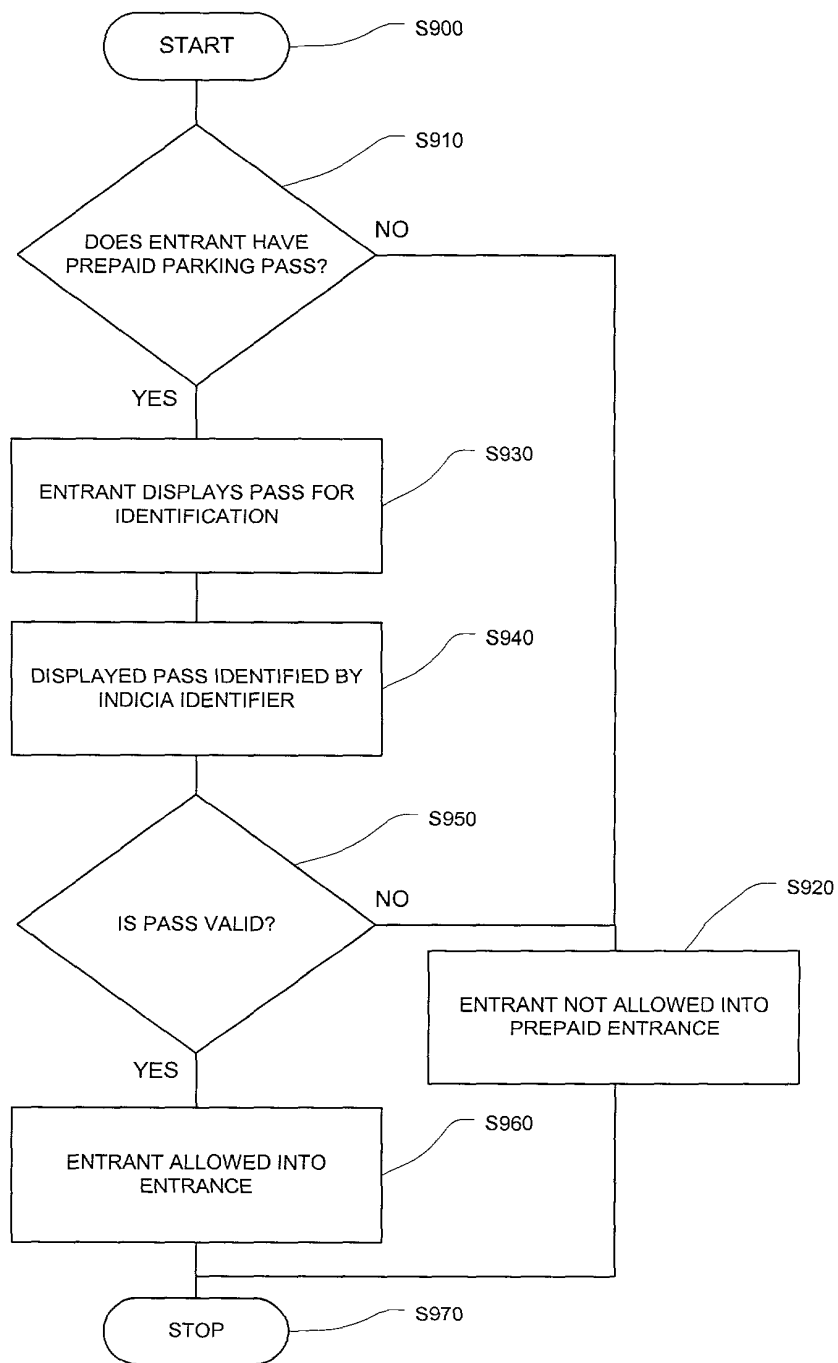 START
S900
S910
DOES ENTRANT HAVE
PREPAID PARKING PASS?
NO
YES
S930
ENTRANT DISPLAYS PASS FOR
IDENTIFICATION
S940
DISPLAYED PASS IDENTIFIED BY
INDICIA IDENTIFIER
S950
IS PASS VALID?
NO
S920
ENTRANT NOT ALLOWED INTO
PREPAID ENTRANCE
YES
S960
ENTRANT ALLOWED INTO
ENTRANCE
S970
STOP